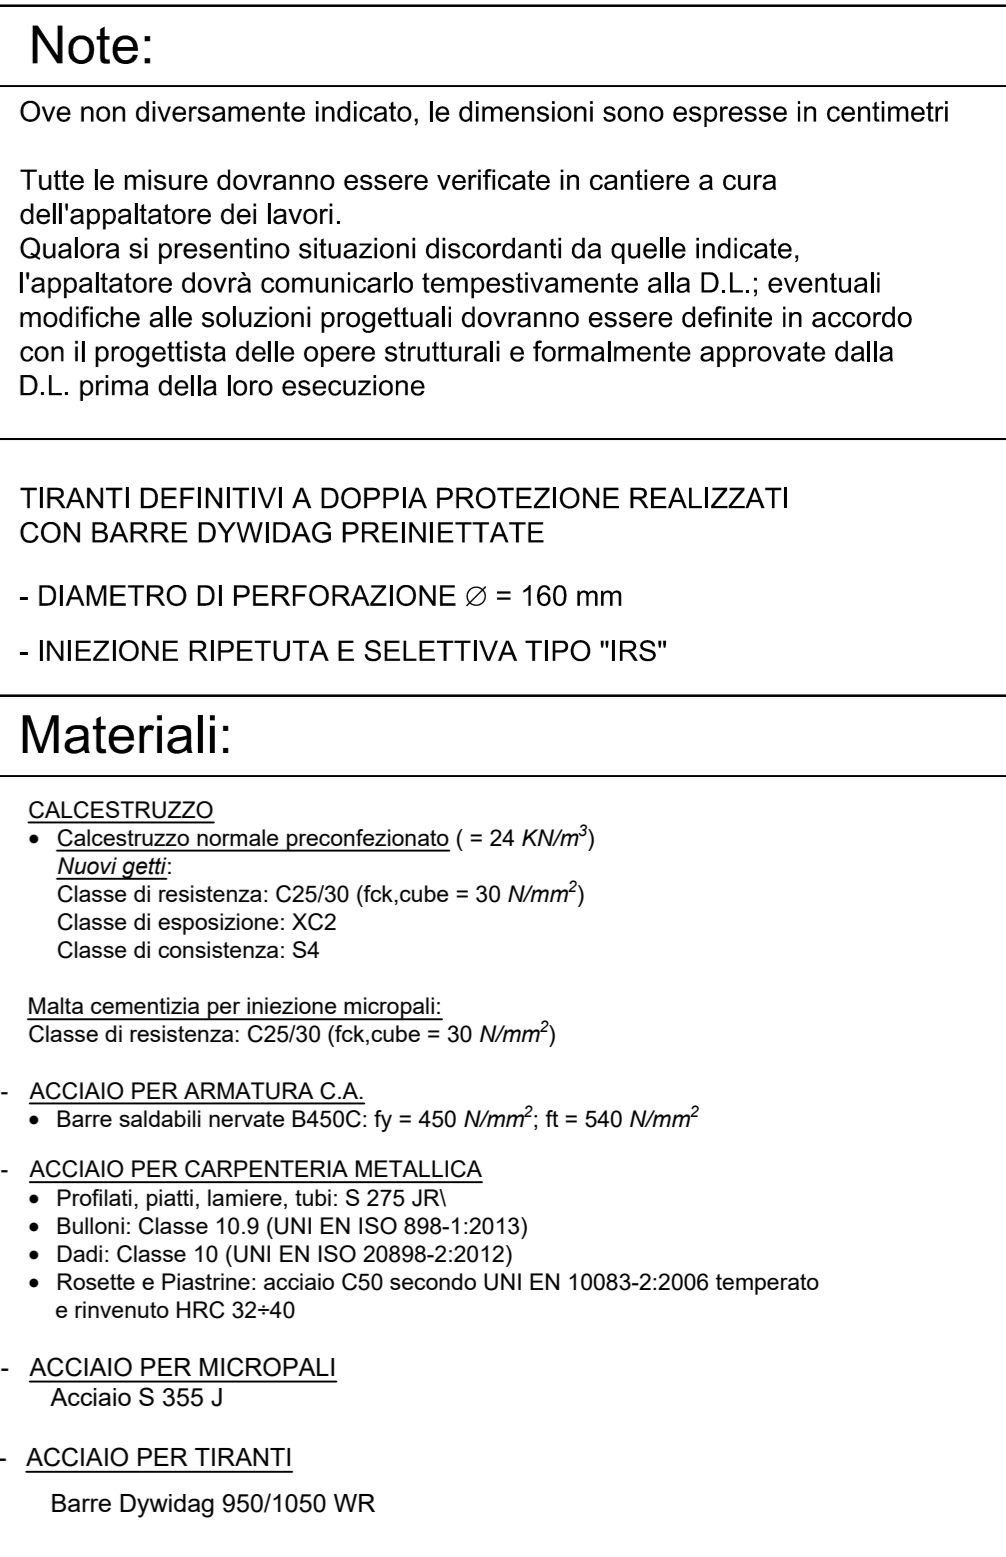 Note:
Ove non diversamente indicato, le dimensioni sono espresse in centimetri
Tutte le misure dovranno essere verificate in cantiere a cura
dell'appaltatore dei lavori.
Qualora si presentino situazioni discordanti da quelle indicate,
l'appaltatore dovrà comunicarlo tempestivamente alla D.L.; eventuali
modifiche alle soluzioni progettuali dovranno essere definite in accordo
con il progettista delle opere strutturali e formalmente approvate dalla
D.L. prima della loro esecuzione
TIRANTI DEFINITIVI A DOPPIA PROTEZIONE REALIZZATI
CON BARRE DYWIDAG PREINIETTATE
- DIAMETRO DI PERFORAZIONE ∅ = 160 mm
- INIEZIONE RIPETUTA E SELETTIVA TIPO "IRS"
Materiali:
CALCESTRUZZO
• Calcestruzzo normale preconfezionato ( = 24 KN/m³)
Nuovi getti:
Classe di resistenza: C25/30 (fck,cube = 30 N/mm²)
Classe di esposizione: XC2
Classe di consistenza: S4
Malta cementizia per iniezione micropali:
Classe di resistenza: C25/30 (fck,cube = 30 N/mm²)
- ACCIAIO PER ARMATURA C.A.
• Barre saldabili nervate B450C: fy = 450 N/mm²; ft = 540 N/mm²
- ACCIAIO PER CARPENTERIA METALLICA
• Profilati, piatti, lamiere, tubi: S 275 JR\
• Bulloni: Classe 10.9 (UNI EN ISO 898-1:2013)
• Dadi: Classe 10 (UNI EN ISO 20898-2:2012)
• Rosette e Piastrine: acciaio C50 secondo UNI EN 10083-2:2006 temperato
e rinvenuto HRC 32÷40
- ACCIAIO PER MICROPALI
Acciaio S 355 J
- ACCIAIO PER TIRANTI
Barre Dywidag 950/1050 WR